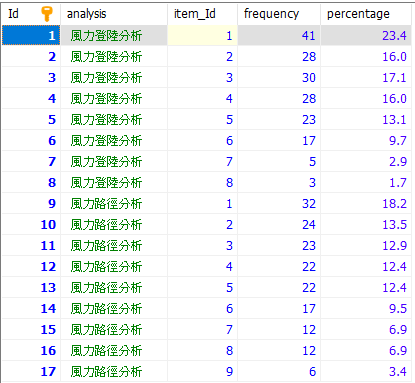 Id analysis item_Id frequency percentage
1 風力登陸分析 1 41 23.4
2 風力登陸分析 2 28 16.0
3 風力登陸分析 3 30 17.1
4 風力登陸分析 4 28 16.0
5 風力登陸分析 5 23 13.1
6 風力登陸分析 6 17 9.7
7 風力登陸分析 7 5 2.9
8 風力登陸分析 8 3 1.7
9 風力路徑分析 1 32 18.2
10 風力路徑分析 2 24 13.5
11 風力路徑分析 3 23 12.9
12 風力路徑分析 4 22 12.4
13 風力路徑分析 5 22 12.4
14 風力路徑分析 6 17 9.5
15 風力路徑分析 7 12 6.9
16 風力路徑分析 8 12 6.9
17 風力路徑分析 9 6 3.4